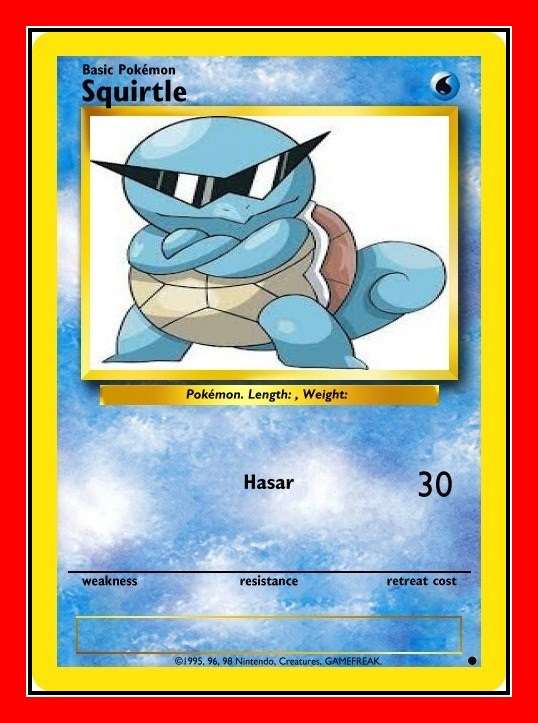 Basic Pokémon
Squirtle
Pokémon. Length: , Weight:
Hasar 30
weakness resistance retreat cost
©1995, 96, 98 Nintendo, Creatures, GAMEFREAK.